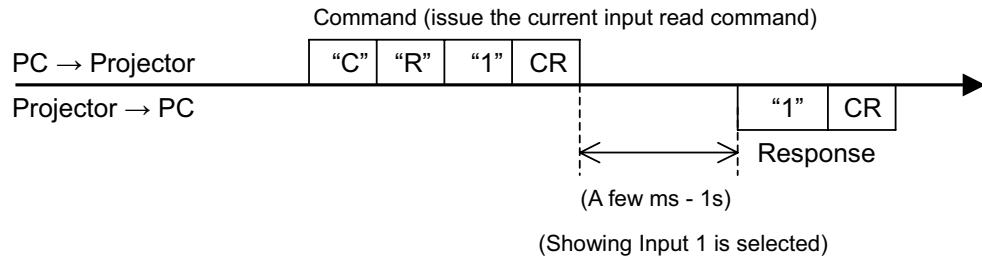 Command (issue the current input read command)
PC → Projector “C” “R” “1” CR
Projector → PC “1” CR
Response
(A few ms - 1s)
(Showing Input 1 is selected)